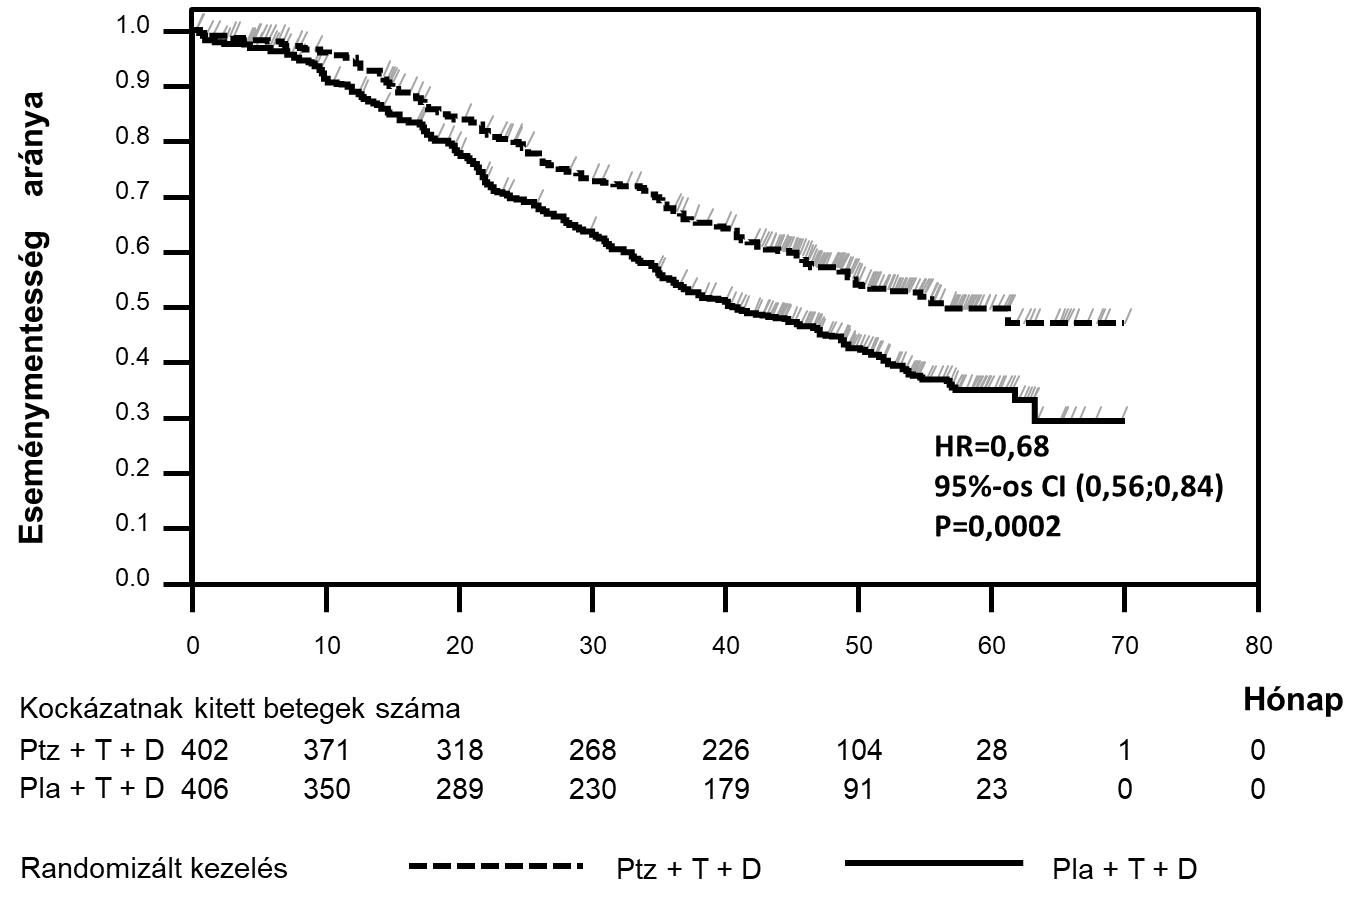 Eseménymentesség aránya
1.0
0.9
0.8
0.7
0.6
0.5
0.4
0.3
0.2
0.1
0.0
HR=0,68
95%-os CI (0,56;0,84)
P=0,0002
0 10 20 30 40 50 60 70 80
Hónap
Kockázatnak kitett betegek száma
Ptz + T + D 402 371 318 268 226 104 28 1 0
Pla + T + D 406 350 289 230 179 91 23 0 0
Randomizált kezelés Ptz + T + D Pla + T + D